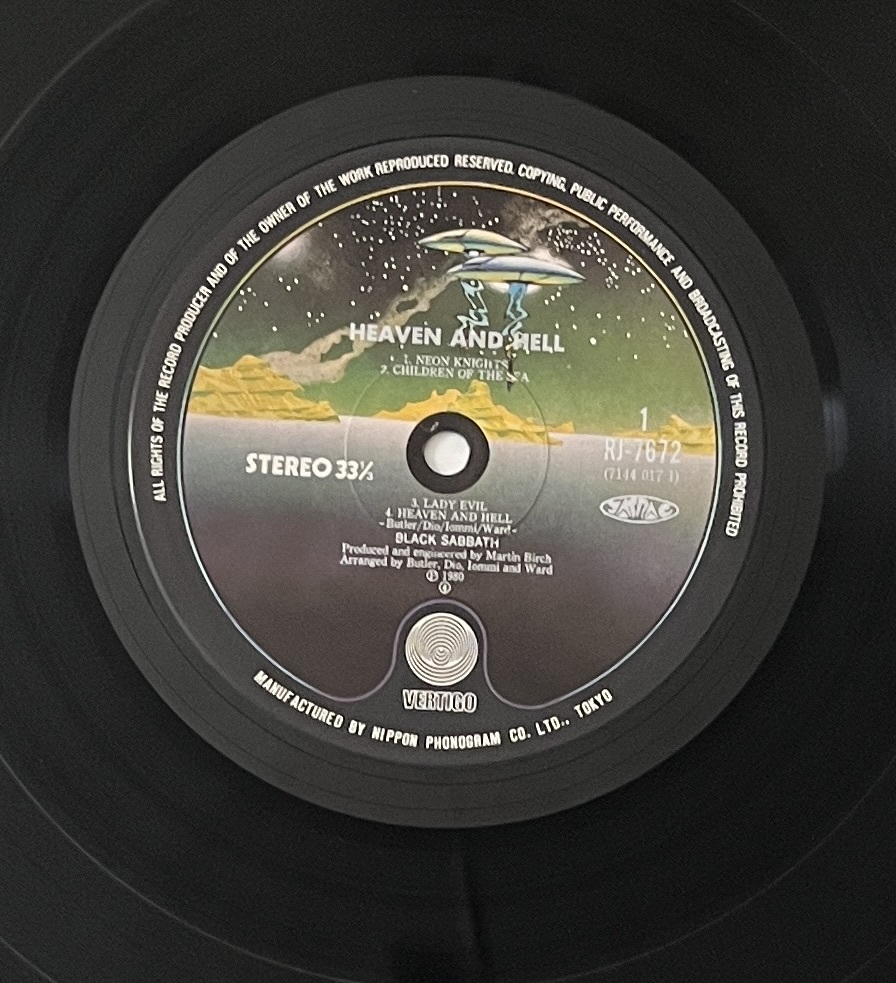 ALL RIGHTS OF THE RECORD PRODUCER AND OF THE OWNER OF THE WORK REPRODUCED RESERVED. COPYING, PUBLIC PERFORMANCE AND BROADCASTING OF THIS RECORD PROHIBITED
HEAVEN AND HELL
1. NEON KNIGHTS
2. CHILDREN OF THE SEA
1
RJ-7672
(7144 017 1)
STEREO 33⅓
JASRAC
3. LADY EVIL
4. HEAVEN AND HELL
-Butler/Dio/Iommi/Ward-
BLACK SABBATH
Produced and engineered by Martin Birch
Arranged by Butler, Dio, Iommi and Ward
Ⓟ 1980
VERTIGO
MANUFACTURED BY NIPPON PHONOGRAM CO. LTD., TOKYO